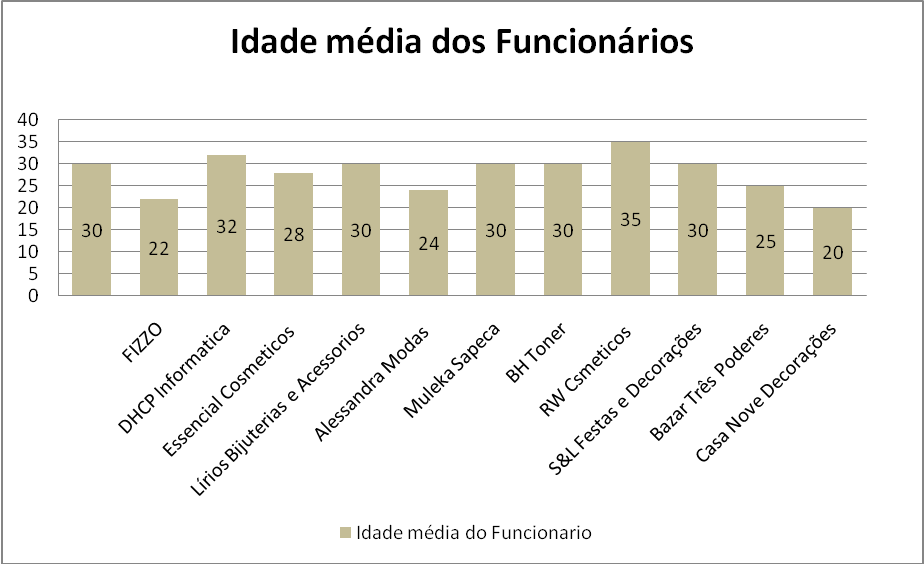 Idade média dos Funcionários
40
35
30
25
20
15
10
5
0
30
22
32
28
30
24
30
30
35
30
25
20
FIZZO
DHCP Informatica
Essencial Cosmeticos
Lírios Bijuterias e Acessorios
Alessandra Modas
Muleka Sapeca
BH Toner
RW Csmeticos
S&L Festas e Decorações
Bazar Três Poderes
Casa Nove Decorações
Idade média do Funcionario